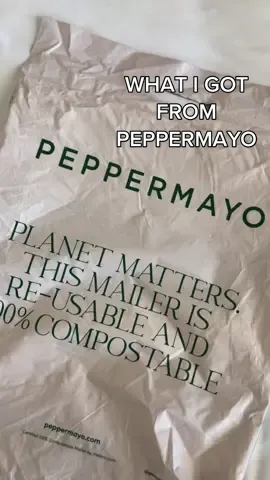 WHAT I GOT
FROM
PEPPERMAYO
PEPPERMAYO
PLANET MATTERS.
THIS MAILER IS
RE-USABLE AND
00% COMPOSTABLE
peppermayo.com